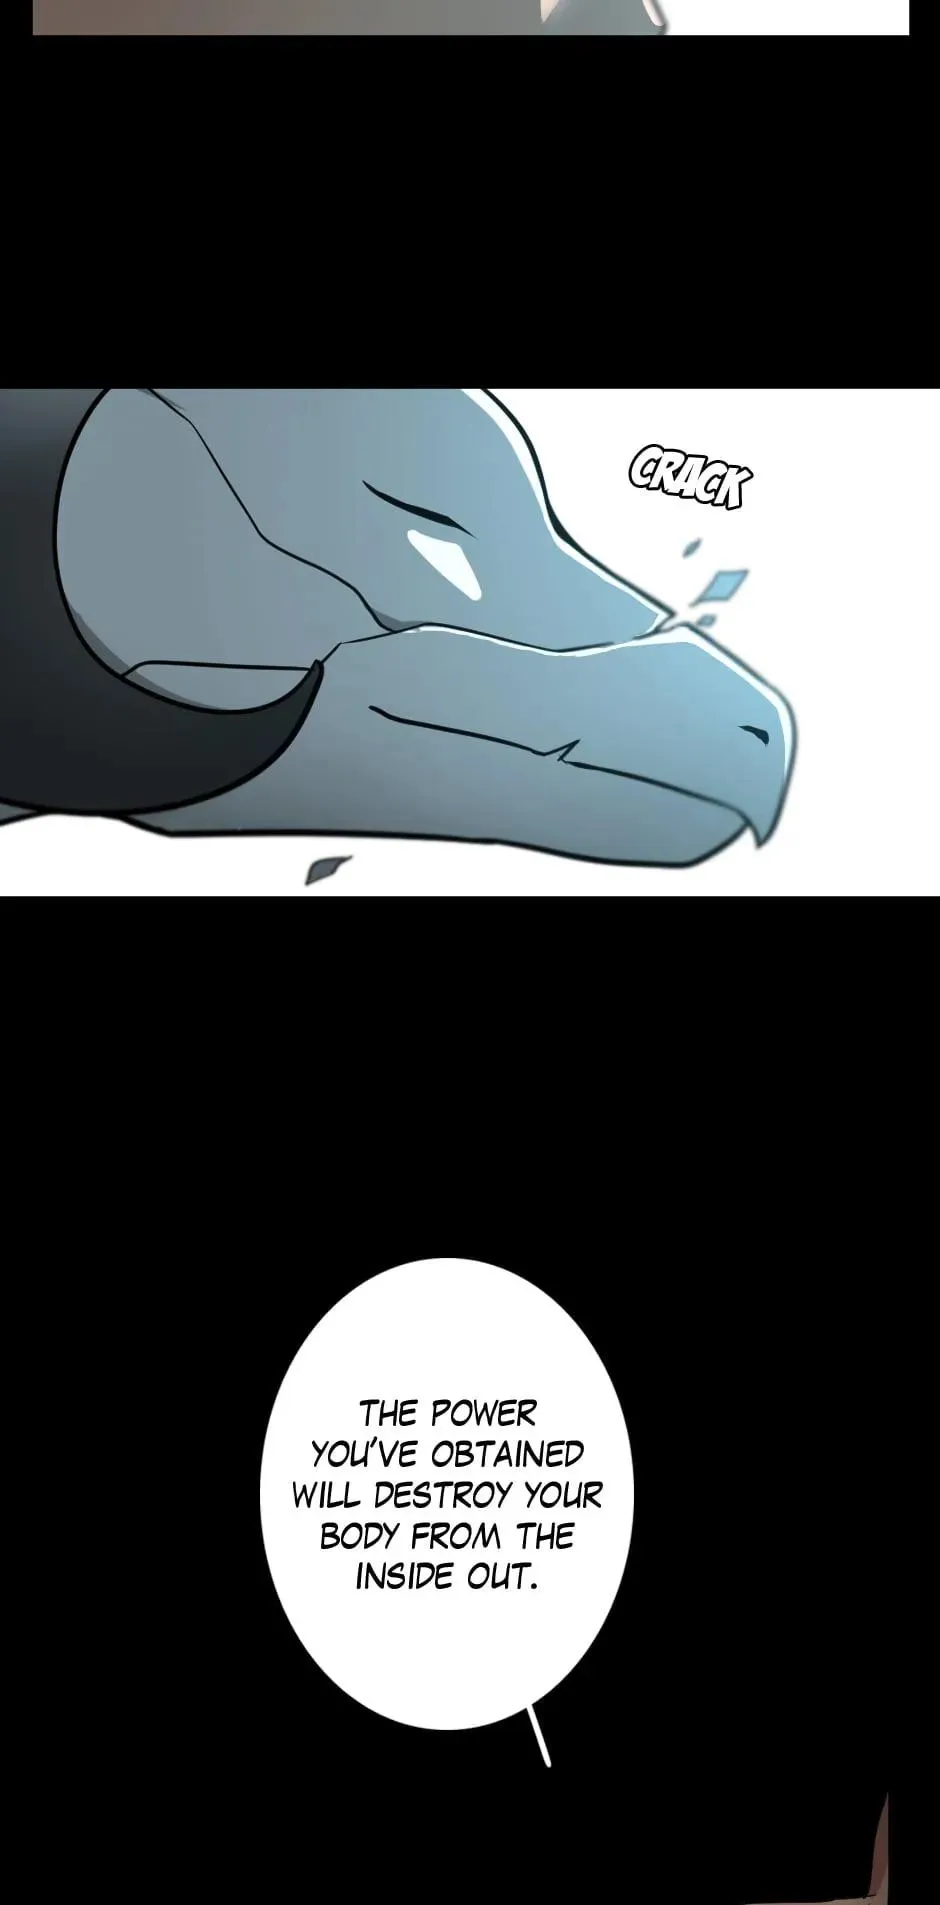 CRACK
THE POWER
YOU'VE OBTAINED
WILL DESTROY YOUR
BODY FROM THE
INSIDE OUT.